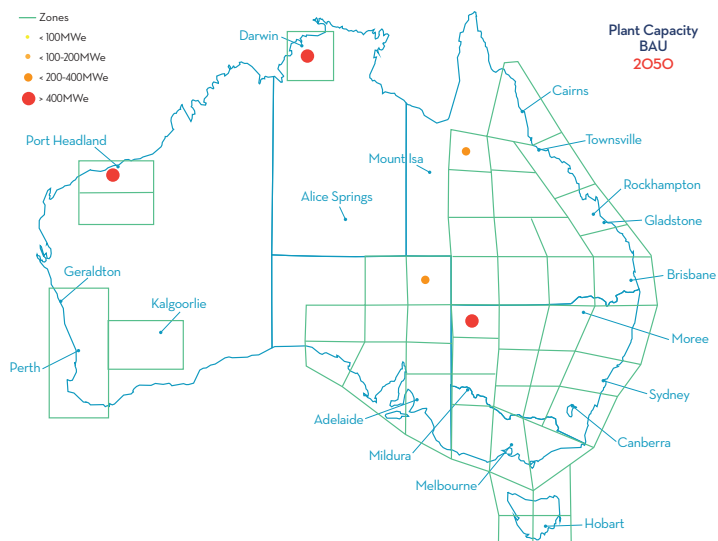 Zones
< 100MWe
< 100-200MWe
< 200-400MWe
> 400MWe
Plant Capacity
BAU
2050
Darwin
Cairns
Port Headland
Townsville
Mount Isa
Rockhampton
Alice Springs
Gladstone
Geraldton
Brisbane
Kalgoorlie
Moree
Perth
Sydney
Adelaide
Canberra
Mildura
Melbourne
Hobart